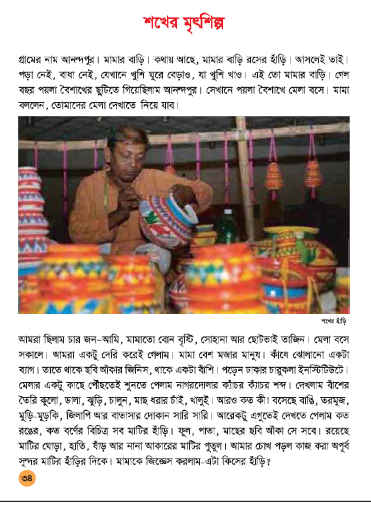 শখের মৃৎশিল্প
গ্রামের নাম আনন্দপুর। মামার বাড়ি। কথায় আছে, মামার বাড়ি রসের হাঁড়ি। আসলেই তাই।
পড়া নেই, বাধা নেই, যেখানে খুশি ঘুরে বেড়াও, যা খুশি খাও। এই তো মামার বাড়ি। গেল
বছর পয়লা বৈশাখের ছুটিতে গিয়েছিলাম আনন্দপুর। সেখানে পয়লা বৈশাখে মেলা বসে। মামা
বললেন, তোমাদের মেলা দেখাতে নিয়ে যাব।
শখের হাঁড়ি
আমরা ছিলাম চার জন–আমি, মামাতো বোন বৃষ্টি, সোহানা আর ছোটভাই তাজিন। মেলা বসে
সকালে। আমরা একটু দেরি করেই গেলাম। মামা বেশ মজার মানুষ। কাঁধে ঝোলানো একটা
ব্যাগ। তাতে থাকে ছবি আঁকার জিনিস, থাকে একটা বাঁশি। পড়েন ঢাকার চারুকলা ইনস্টিটিউটে।
মেলার একটু কাছে পৌঁছতেই শুনতে পেলাম নাগরদোলার ক্যাঁচর ক্যাঁচর শব্দ। দেখলাম বাঁশের
তৈরি কুলো, ডালা, ঝুড়ি, চালুন, মাছ ধরার চাঁই, খালুই। আরও কত কী। বসেছে বাঙি, তরমুজ,
মুড়ি-মুড়কি, জিলাপি আর বাতাসার দোকান সারি সারি। আরেকটু এগুতেই দেখতে পেলাম কত
রঙের, কত বর্ণের বিচিত্র সব মাটির হাঁড়ি। ফুল, পাতা, মাছের ছবি আঁকা সে সবে। রয়েছে
মাটির ঘোড়া, হাতি, ষাঁড় আর নানা আকারের মাটির পুতুল। আমার চোখ পড়ল কাজ করা অপূর্ব
সুন্দর মাটির হাঁড়ির দিকে। মামাকে জিজ্ঞেস করলাম-এটা কিসের হাঁড়ি?
৩৪